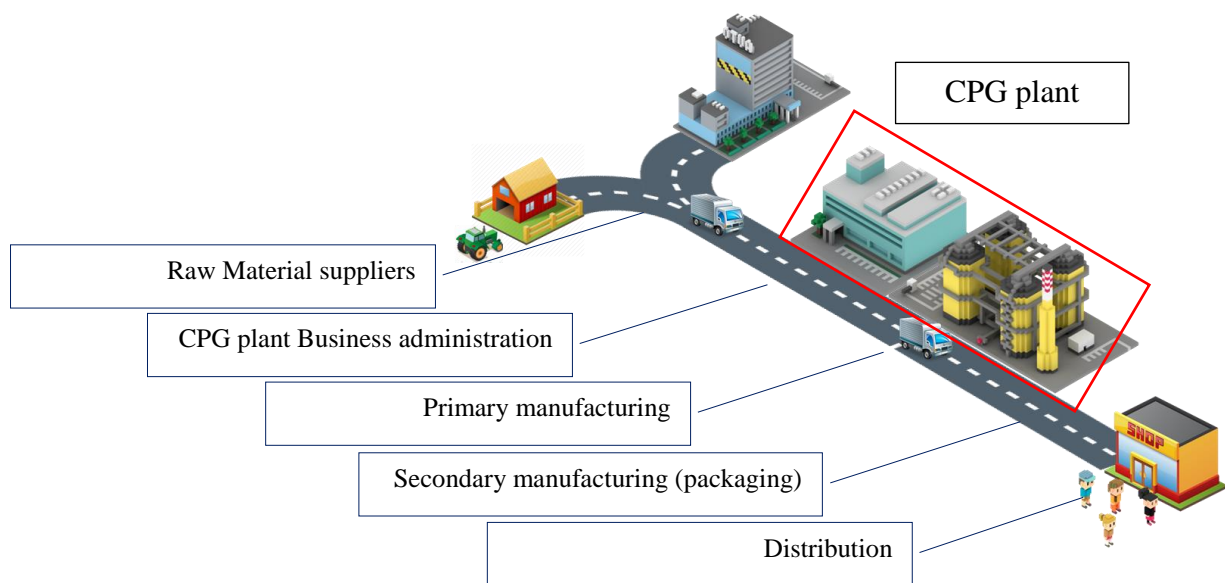 CPG plant
Raw Material suppliers
CPG plant Business administration
Primary manufacturing
Secondary manufacturing (packaging)
Distribution
SHOP